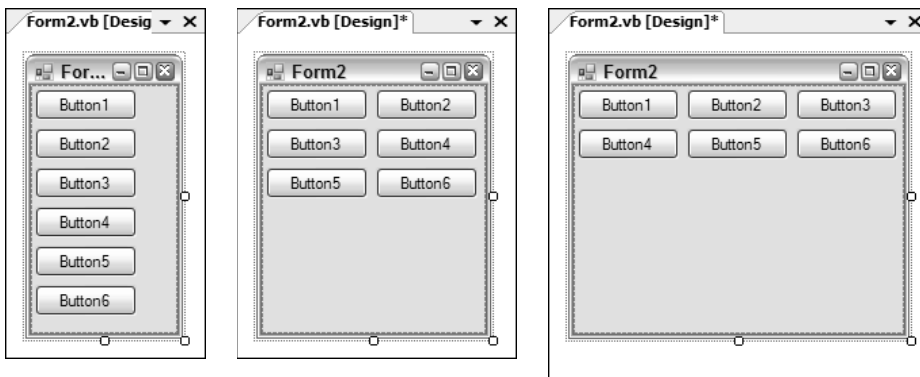 Form2.vb [Desig
For...
Button1
Button2
Button3
Button4
Button5
Button6
Form2.vb [Design]*
Form2
Button1 Button2
Button3 Button4
Button5 Button6
Form2.vb [Design]*
Form2
Button1 Button2 Button3
Button4 Button5 Button6